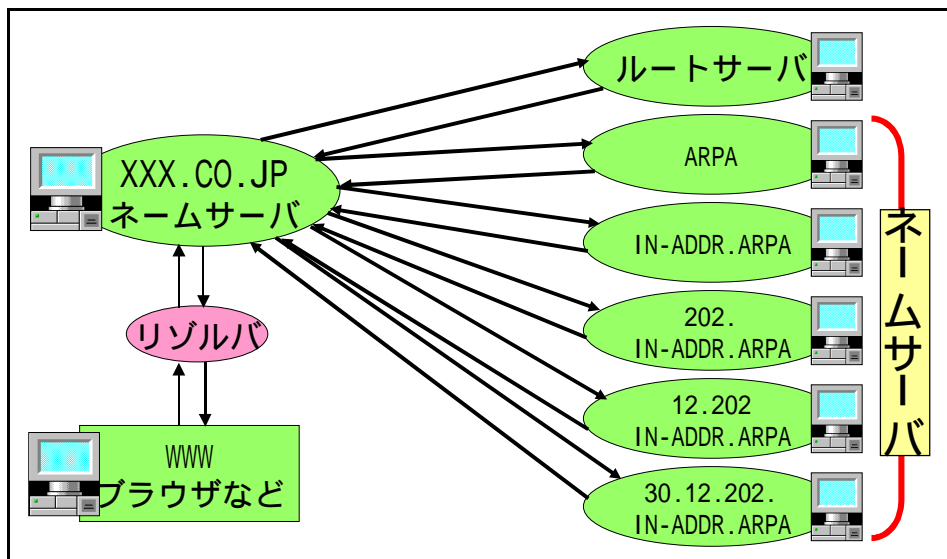 ルートサーバ
ARPA
IN-ADDR.ARPA
202.
IN-ADDR.ARPA
12.202
IN-ADDR.ARPA
30.12.202.
IN-ADDR.ARPA
ネームサーバ
XXX.CO.JP
ネームサーバ
リゾルバ
WWW
ブラウザなど